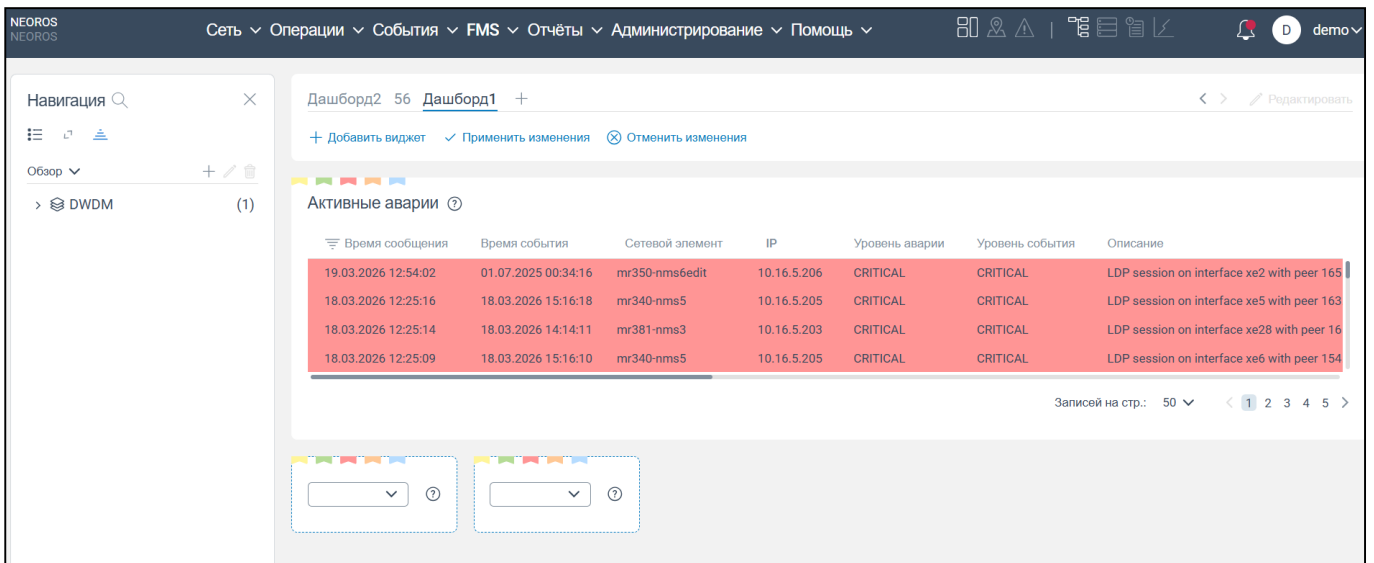 NEOROS
NEOROS
Сеть Операции События FMS Отчёты Администрирование Помощь
D demo
Навигация
Обзор
DWDM (1)
Дашборд2 56 Дашборд1 +
Редактировать
Добавить виджет Применить изменения Отменить изменения
Активные аварии ?
Время сообщения Время события Сетевой элемент IP Уровень аварии Уровень события Описание
19.03.2026 12:54:02 01.07.2025 00:34:16 mr350-nms6edit 10.16.5.206 CRITICAL CRITICAL LDP session on interface xe2 with peer 165
18.03.2026 12:25:16 18.03.2026 15:16:18 mr340-nms5 10.16.5.205 CRITICAL CRITICAL LDP session on interface xe5 with peer 163
18.03.2026 12:25:14 18.03.2026 14:14:11 mr381-nms3 10.16.5.203 CRITICAL CRITICAL LDP session on interface xe28 with peer 16
18.03.2026 12:25:09 18.03.2026 15:16:10 mr340-nms5 10.16.5.205 CRITICAL CRITICAL LDP session on interface xe6 with peer 154
Записей на стр.: 50 < 1 2 3 4 5 >
? ?